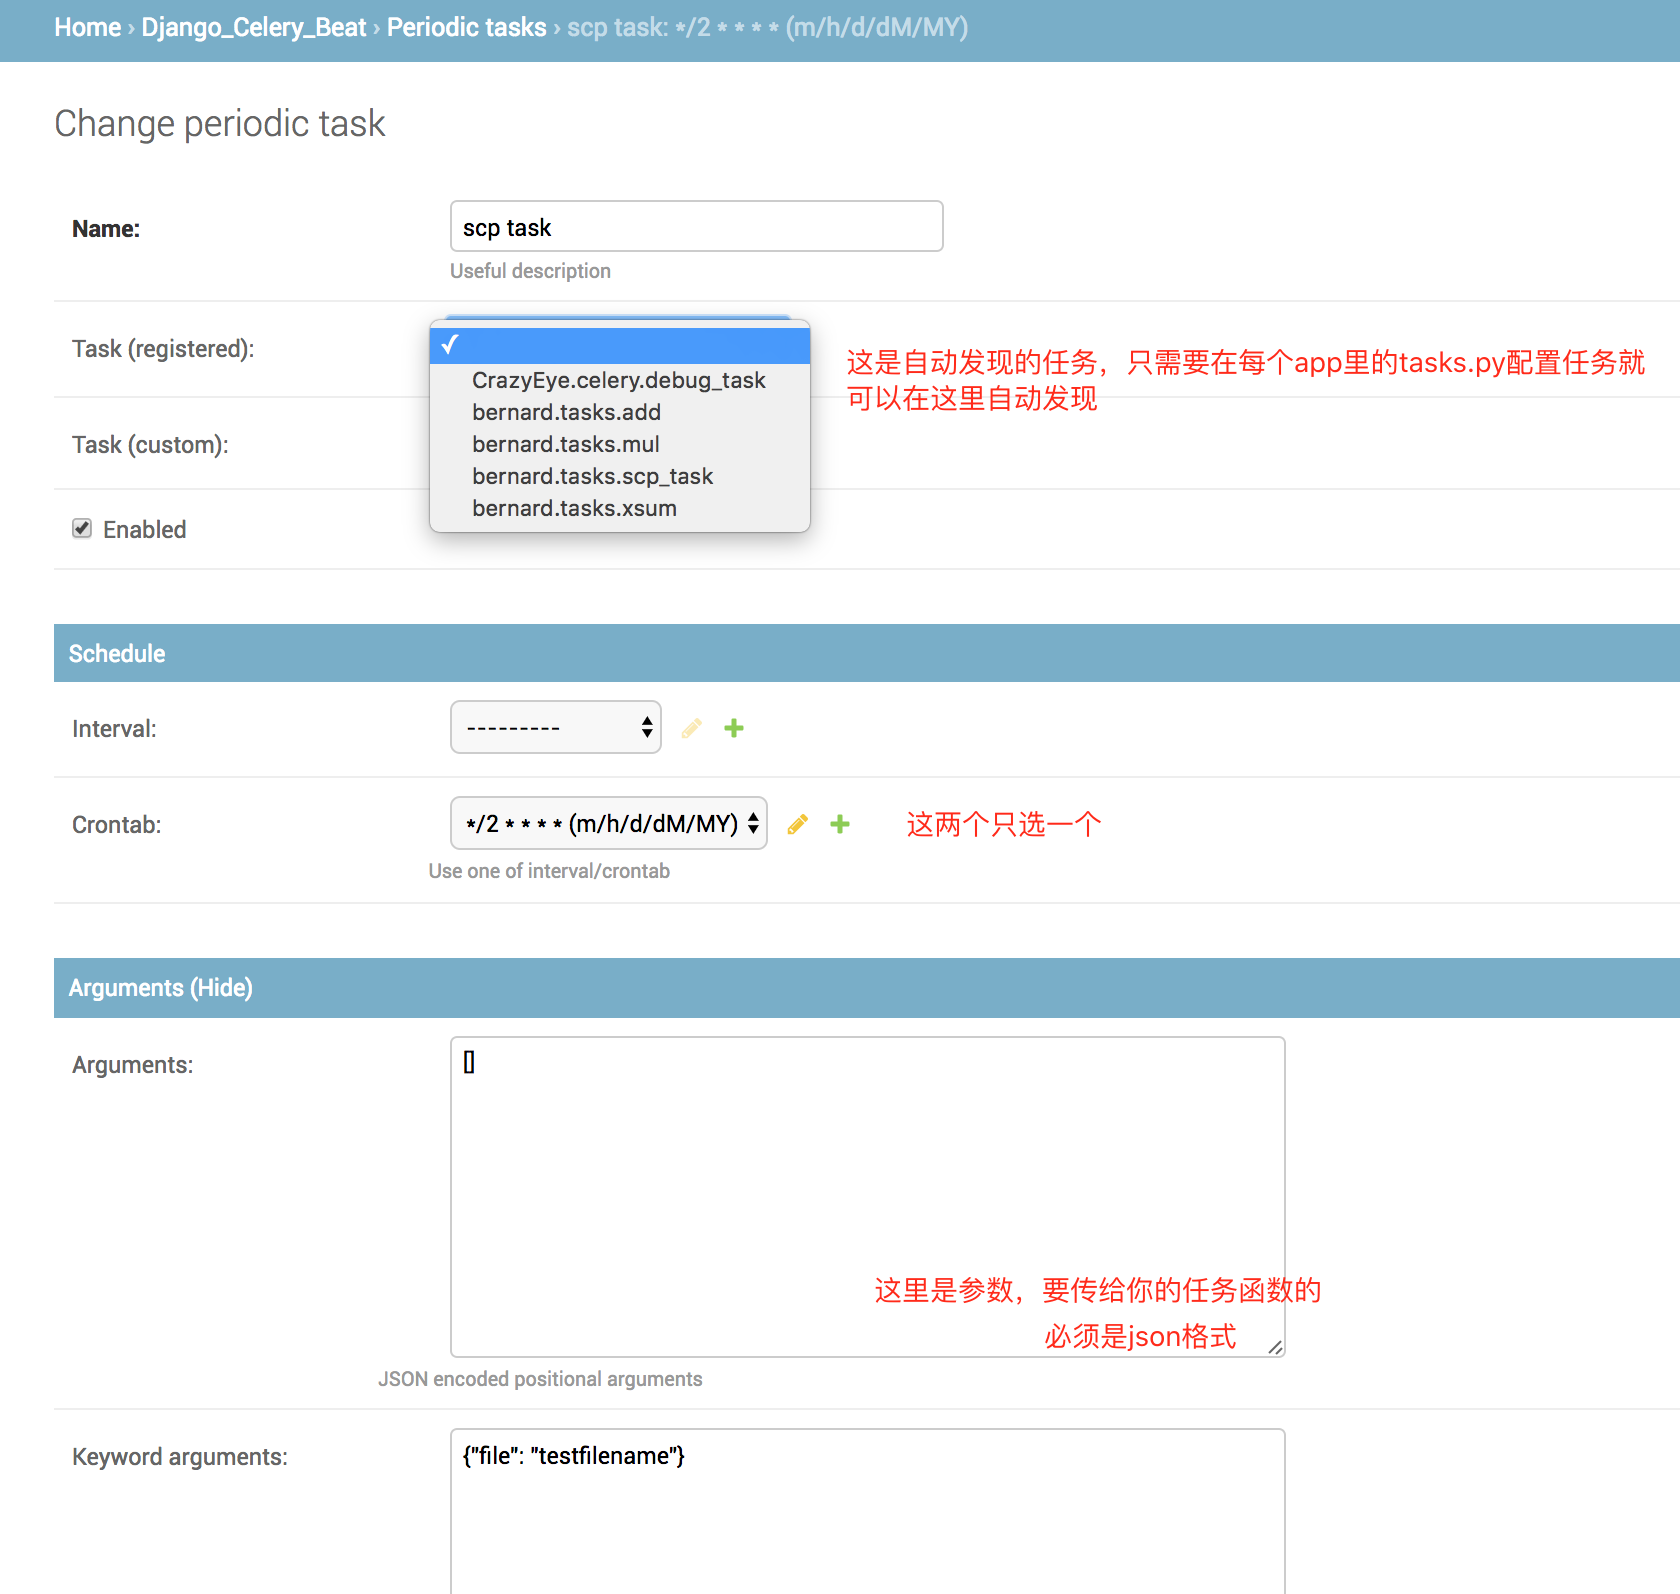 Home › Django_Celery_Beat › Periodic tasks › scp task: */2 * * * * (m/h/d/dM/MY)
Change periodic task
Name:
scp task
Useful description
Task (registered):
✓
CrazyEye.celery.debug_task
bernard.tasks.add
bernard.tasks.mul
bernard.tasks.scp_task
bernard.tasks.xsum
这是自动发现的任务，只需要在每个app里的tasks.py配置任务就
可以在这里自动发现
Task (custom):
Enabled
Schedule
Interval:
---------
Crontab:
*/2 * * * * (m/h/d/dM/MY)
这两个只选一个
Use one of interval/crontab
Arguments (Hide)
Arguments:
[]
这里是参数，要传给你的任务函数的
必须是json格式
JSON encoded positional arguments
Keyword arguments:
{"file": "testfilename"}